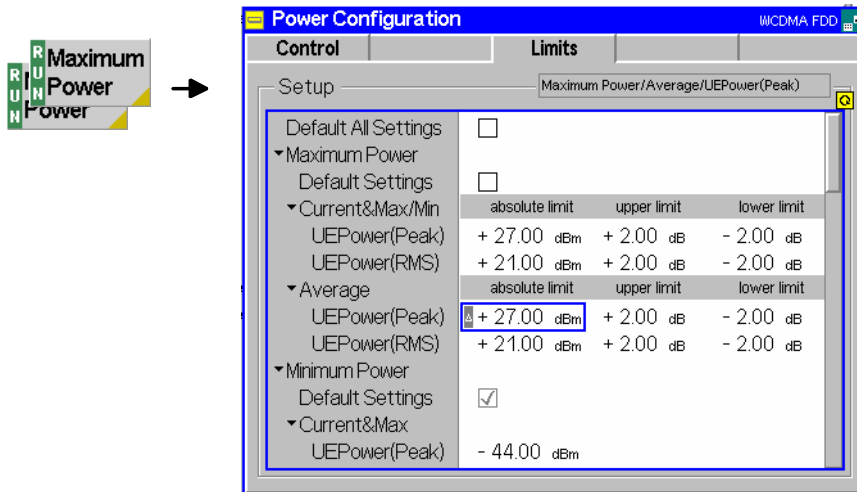 RUN Maximum Power
RUN Power
Power Configuration WCDMA FDD
Control Limits
Setup Maximum Power/Average/UEPower(Peak)
Default All Settings
Maximum Power
Default Settings
Current&Max/Min absolute limit upper limit lower limit
UEPower(Peak) + 27.00 dBm + 2.00 dB - 2.00 dB
UEPower(RMS) + 21.00 dBm + 2.00 dB - 2.00 dB
Average absolute limit upper limit lower limit
UEPower(Peak) + 27.00 dBm + 2.00 dB - 2.00 dB
UEPower(RMS) + 21.00 dBm + 2.00 dB - 2.00 dB
Minimum Power
Default Settings
Current&Max
UEPower(Peak) - 44.00 dBm